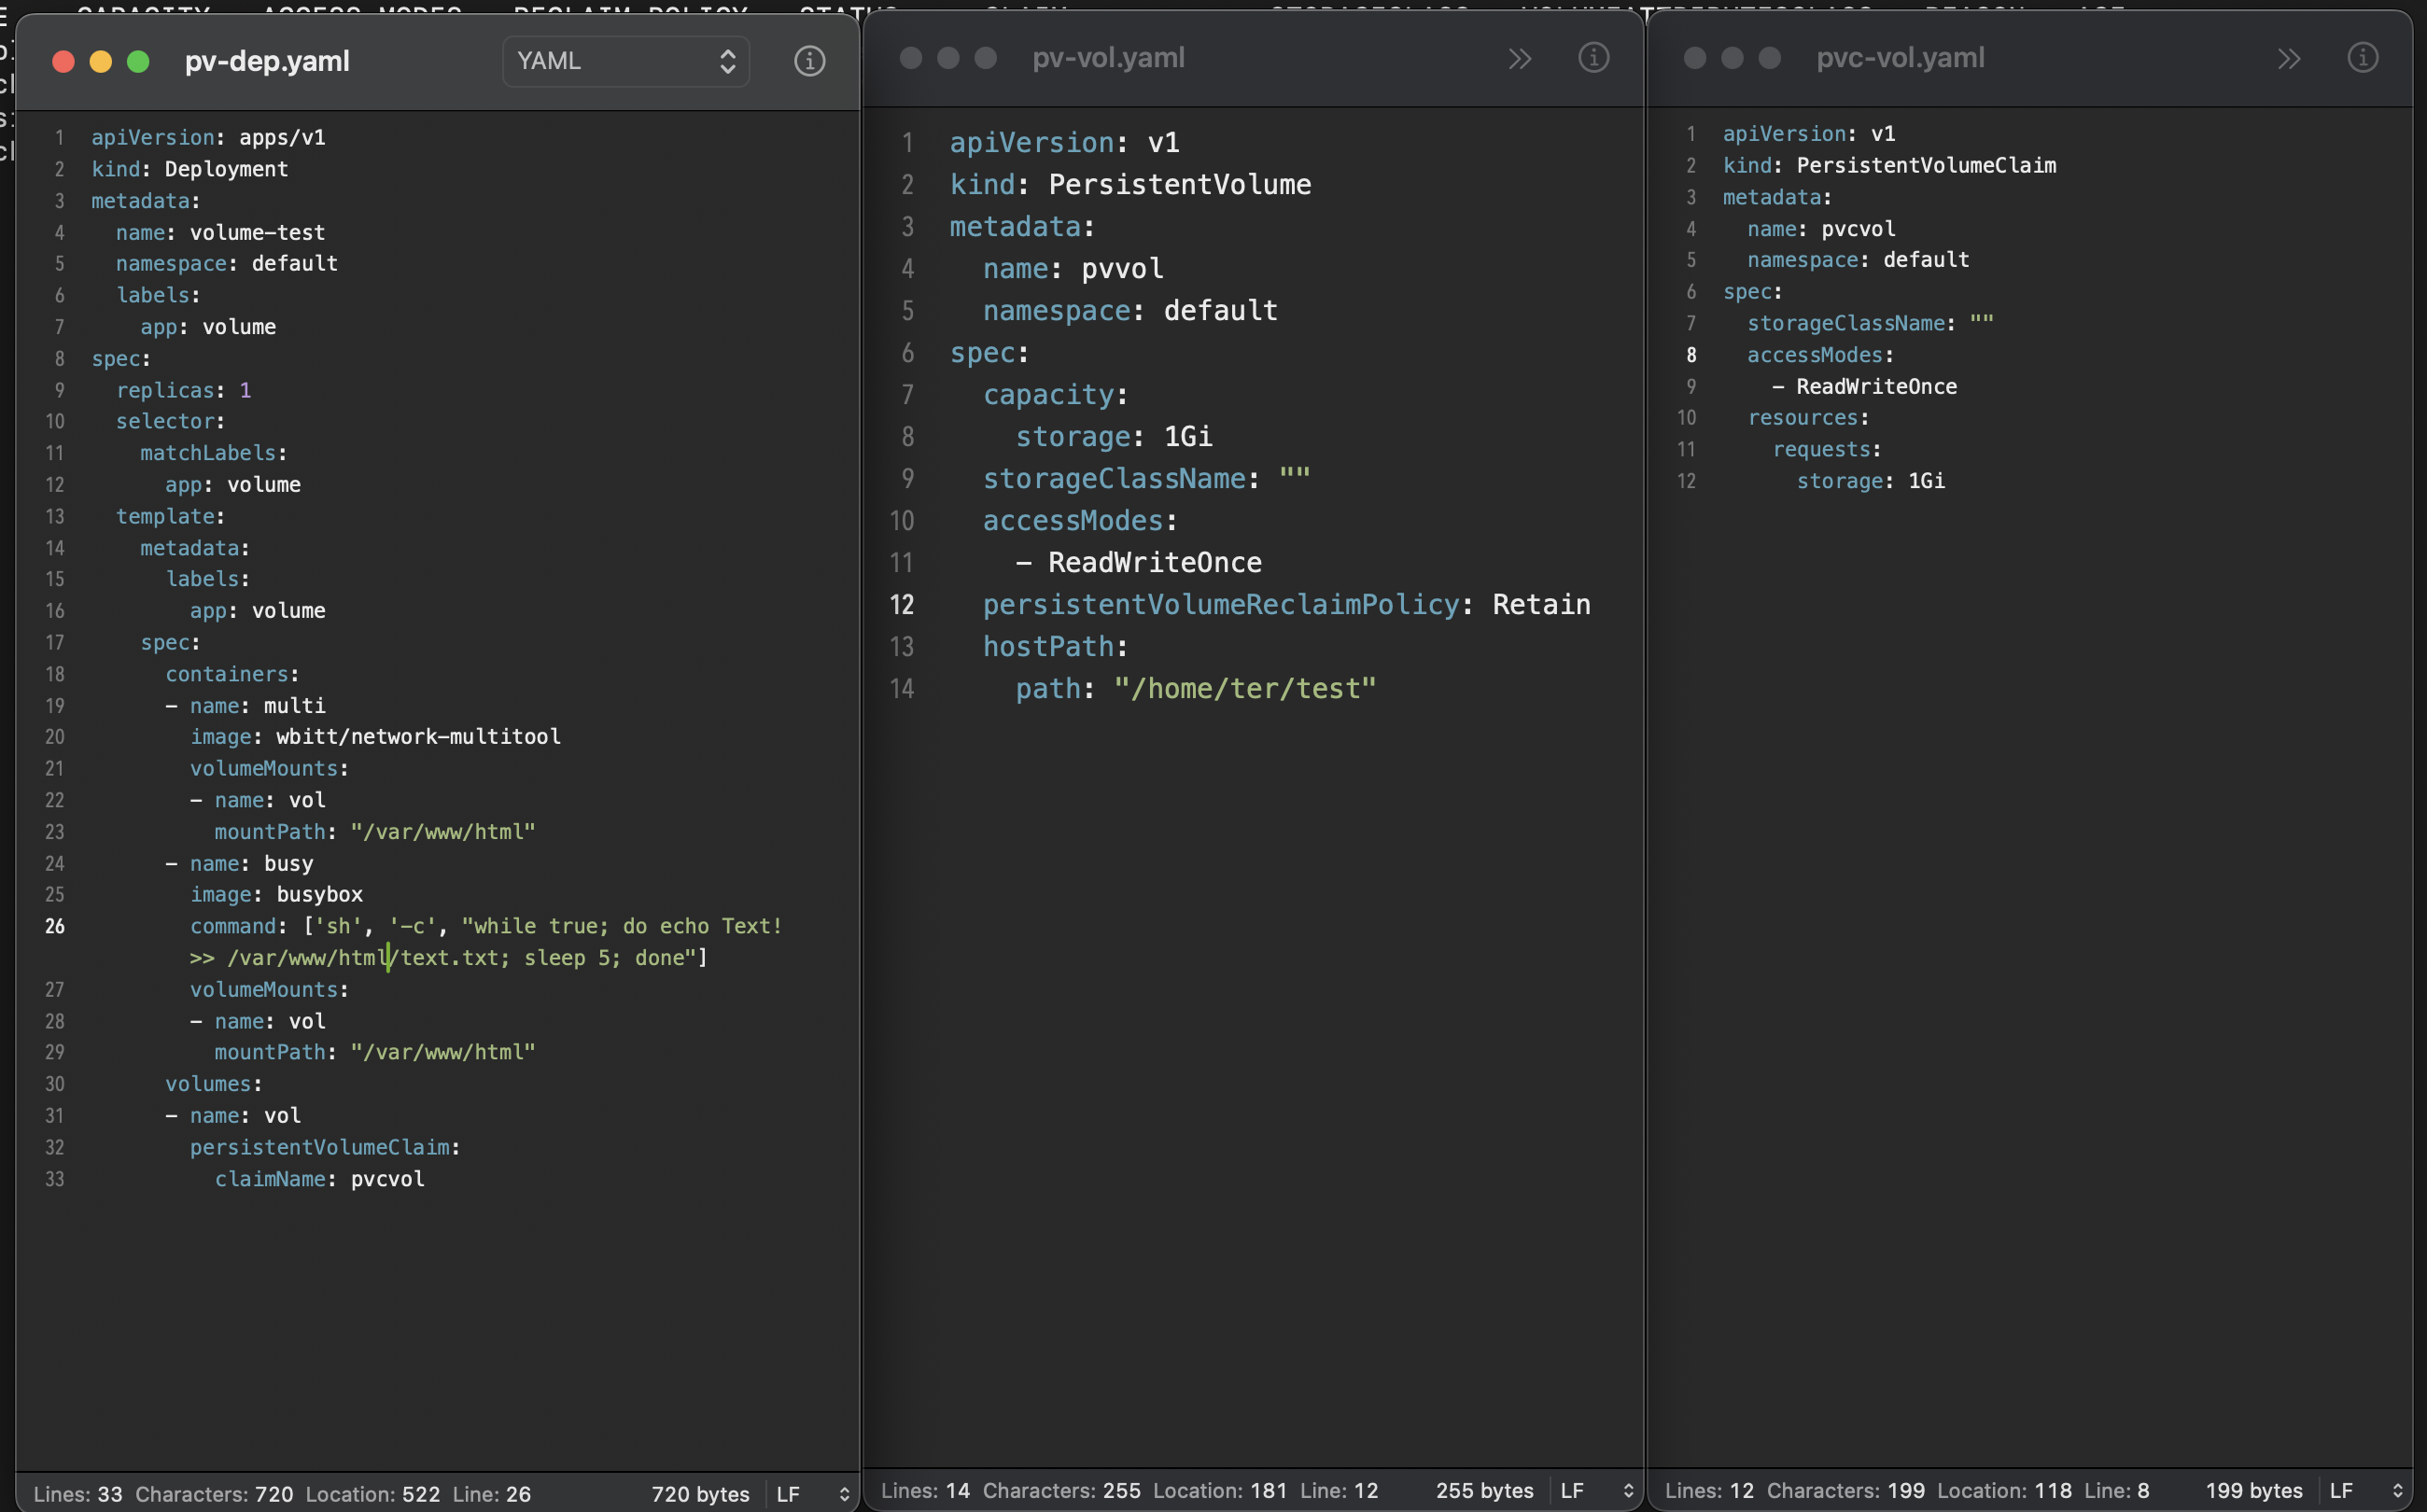 CAPACITY ACCESS MODES RECLAIM POLICY STATUS CLAIM STORAGECLASS VOLUMEATTRIBUTESCLASS REASON AGE
pv-dep.yaml YAML
1 apiVersion: apps/v1
2 kind: Deployment
3 metadata:
4 name: volume-test
5 namespace: default
6 labels:
7 app: volume
8 spec:
9 replicas: 1
10 selector:
11 matchLabels:
12 app: volume
13 template:
14 metadata:
15 labels:
16 app: volume
17 spec:
18 containers:
19 - name: multi
20 image: wbitt/network-multitool
21 volumeMounts:
22 - name: vol
23 mountPath: "/var/www/html"
24 - name: busy
25 image: busybox
26 command: ['sh', '-c', "while true; do echo Text!
>> /var/www/html/text.txt; sleep 5; done"]
27 volumeMounts:
28 - name: vol
29 mountPath: "/var/www/html"
30 volumes:
31 - name: vol
32 persistentVolumeClaim:
33 claimName: pvcvol
Lines: 33 Characters: 720 Location: 522 Line: 26 720 bytes LF
pv-vol.yaml
1 apiVersion: v1
2 kind: PersistentVolume
3 metadata:
4 name: pvvol
5 namespace: default
6 spec:
7 capacity:
8 storage: 1Gi
9 storageClassName: ""
10 accessModes:
11 - ReadWriteOnce
12 persistentVolumeReclaimPolicy: Retain
13 hostPath:
14 path: "/home/ter/test"
Lines: 14 Characters: 255 Location: 181 Line: 12 255 bytes LF
pvc-vol.yaml
1 apiVersion: v1
2 kind: PersistentVolumeClaim
3 metadata:
4 name: pvcvol
5 namespace: default
6 spec:
7 storageClassName: ""
8 accessModes:
9 - ReadWriteOnce
10 resources:
11 requests:
12 storage: 1Gi
Lines: 12 Characters: 199 Location: 118 Line: 8 199 bytes LF